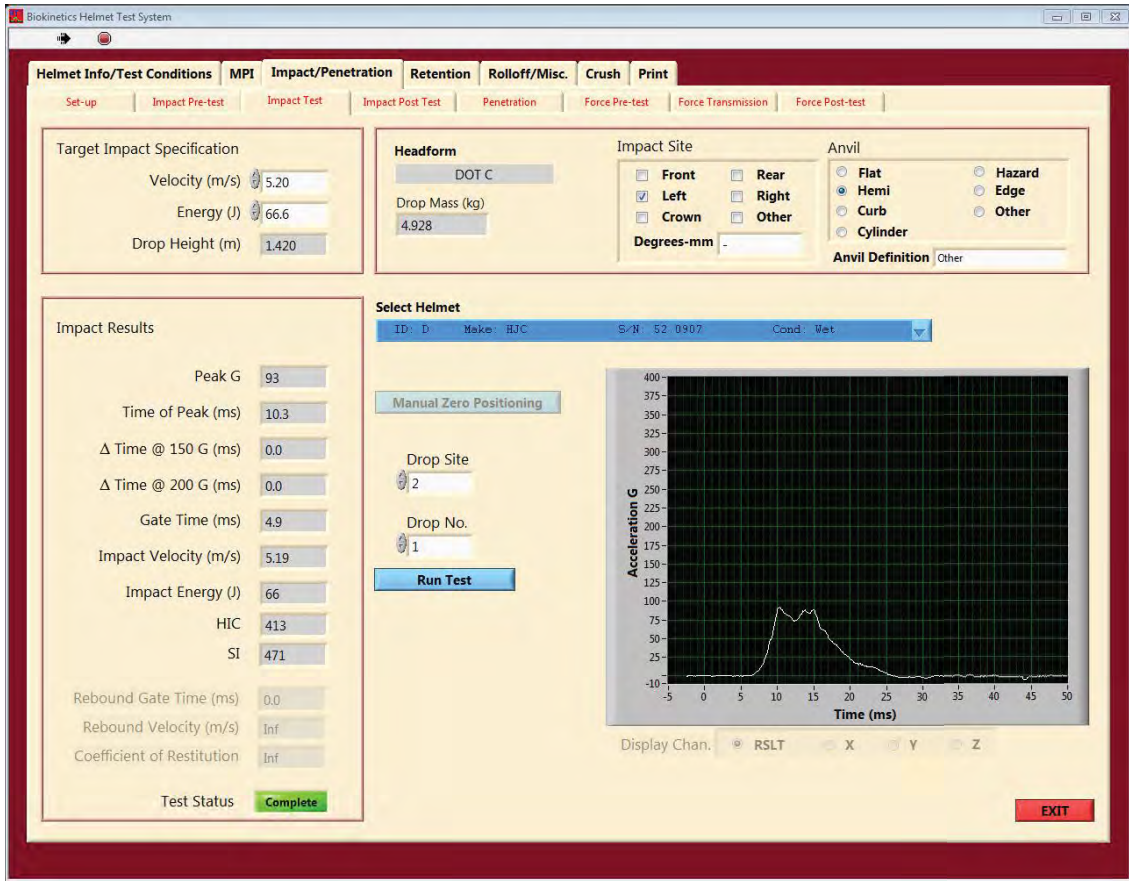 Biokinetics Helmet Test System
Helmet Info/Test Conditions MPI Impact/Penetration Retention Rolloff/Misc. Crush Print
Set-up Impact Pre-test Impact Test Impact Post Test Penetration Force Pre-test Force Transmission Force Post-test
Target Impact Specification
Velocity (m/s) 5.20
Energy (J) 66.6
Drop Height (m) 1.420
Headform
DOT C
Drop Mass (kg)
4.928
Impact Site
Front Rear
Left Right
Crown Other
Degrees-mm -
Anvil
Flat Hazard
Hemi Edge
Curb Other
Cylinder
Anvil Definition Other
Impact Results
Peak G 93
Time of Peak (ms) 10.3
Δ Time @ 150 G (ms) 0.0
Δ Time @ 200 G (ms) 0.0
Gate Time (ms) 4.9
Impact Velocity (m/s) 5.19
Impact Energy (J) 66
HIC 413
SI 471
Rebound Gate Time (ms) 0.0
Rebound Velocity (m/s) Inf
Coefficient of Restitution Inf
Test Status Complete
Select Helmet
ID: D Make: HJC S/N: 52 0907 Cond: Wet
Manual Zero Positioning
Drop Site
2
Drop No.
1
Run Test
Acceleration G
400
375
350
325
300
275
250
225
200
175
150
125
100
75
50
25
-10
-5 0 5 10 15 20 25 30 35 40 45 50
Time (ms)
Display Chan. RSLT X Y Z
EXIT